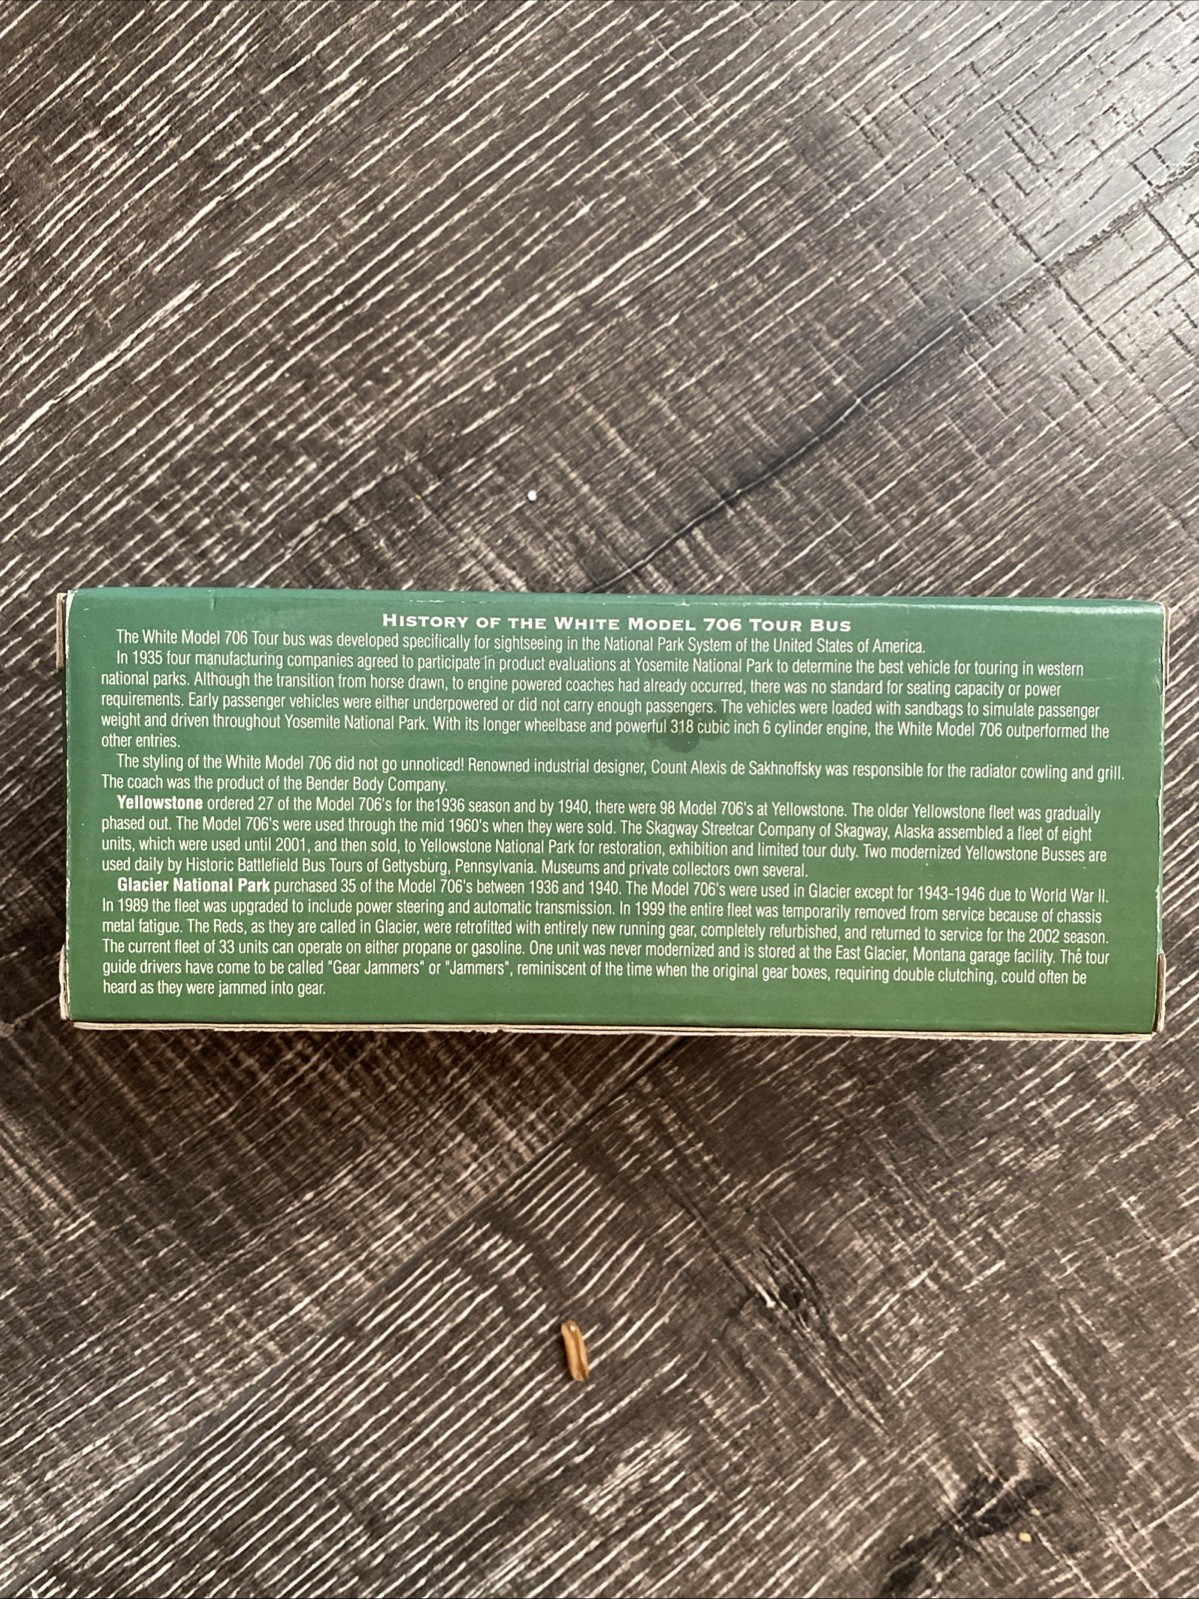 HISTORY OF THE WHITE MODEL 706 TOUR BUS
The White Model 706 Tour bus was developed specifically for sightseeing in the National Park System of the United States of America.
In 1935 four manufacturing companies agreed to participate in product evaluations at Yosemite National Park to determine the best vehicle for touring in western
national parks. Although the transition from horse drawn, to engine powered coaches had already occurred, there was no standard for seating capacity or power
requirements. Early passenger vehicles were either underpowered or did not carry enough passengers. The vehicles were loaded with sandbags to simulate passenger
weight and driven throughout Yosemite National Park. With its longer wheelbase and powerful 318 cubic inch 6 cylinder engine, the White Model 706 outperformed the
other entries.
The styling of the White Model 706 did not go unnoticed! Renowned industrial designer, Count Alexis de Sakhnoffsky was responsible for the radiator cowling and grill.
The coach was the product of the Bender Body Company.
Yellowstone ordered 27 of the Model 706's for the1936 season and by 1940, there were 98 Model 706's at Yellowstone. The older Yellowstone fleet was gradually
phased out. The Model 706's were used through the mid 1960's when they were sold. The Skagway Streetcar Company of Skagway, Alaska assembled a fleet of eight
units, which were used until 2001, and then sold, to Yellowstone National Park for restoration, exhibition and limited tour duty. Two modernized Yellowstone Busses are
used daily by Historic Battlefield Bus Tours of Gettysburg, Pennsylvania. Museums and private collectors own several.
Glacier National Park purchased 35 of the Model 706's between 1936 and 1940. The Model 706's were used in Glacier except for 1943-1946 due to World War II.
In 1989 the fleet was upgraded to include power steering and automatic transmission. In 1999 the entire fleet was temporarily removed from service because of chassis
metal fatigue. The Reds, as they are called in Glacier, were retrofitted with entirely new running gear, completely refurbished, and returned to service for the 2002 season.
The current fleet of 33 units can operate on either propane or gasoline. One unit was never modernized and is stored at the East Glacier, Montana garage facility. The tour
guide drivers have come to be called "Gear Jammers" or "Jammers", reminiscent of the time when the original gear boxes, requiring double clutching, could often be
heard as they were jammed into gear.